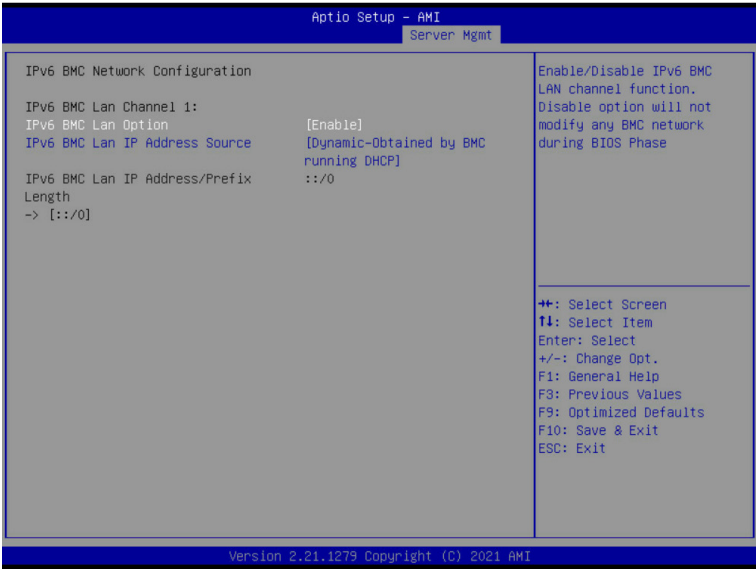 Aptio Setup – AMI
Server Mgmt
IPv6 BMC Network Configuration
IPv6 BMC Lan Channel 1:
IPv6 BMC Lan Option [Enable]
IPv6 BMC Lan IP Address Source [Dynamic-Obtained by BMC
running DHCP]
IPv6 BMC Lan IP Address/Prefix ::/0
Length
-> [::/0]
Enable/Disable IPv6 BMC
LAN channel function.
Disable option will not
modify any BMC network
during BIOS Phase
→←: Select Screen
↑↓: Select Item
Enter: Select
+/-: Change Opt.
F1: General Help
F3: Previous Values
F9: Optimized Defaults
F10: Save & Exit
ESC: Exit
Version 2.21.1279 Copyright (C) 2021 AMI